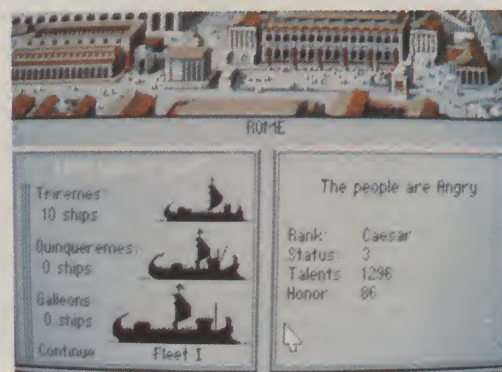 ROME
Triremes:
10 ships
Quinqueremes:
0 ships
Galleons
0 ships
Continue
Fleet 1
The people are Angry
Rank: Caesar
Status: 3
Talents 1296
Honor 86